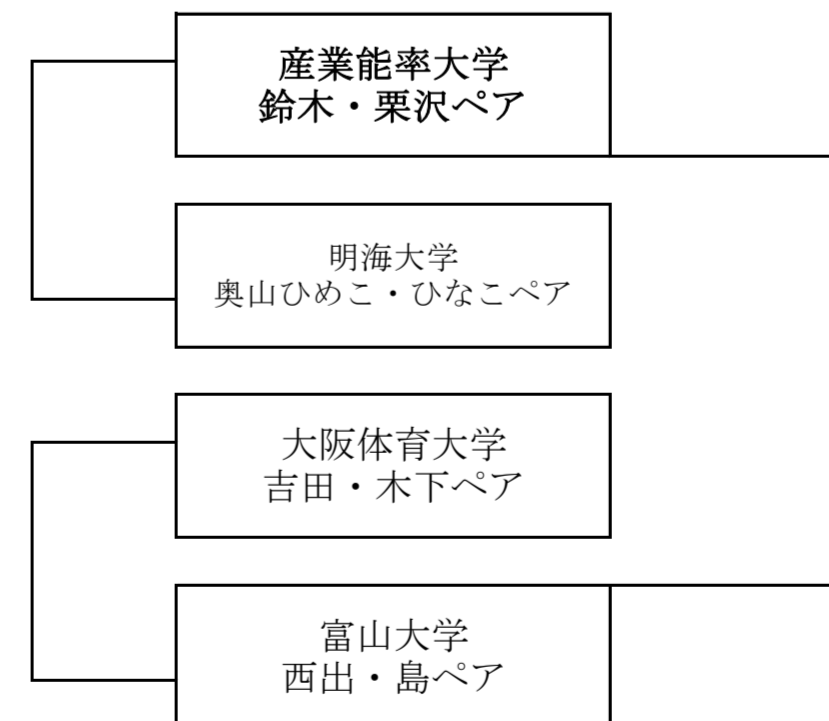 産業能率大学
鈴木・栗沢ペア
明海大学
奥山ひめこ・ひなこペア
大阪体育大学
吉田・木下ペア
富山大学
西出・島ペア